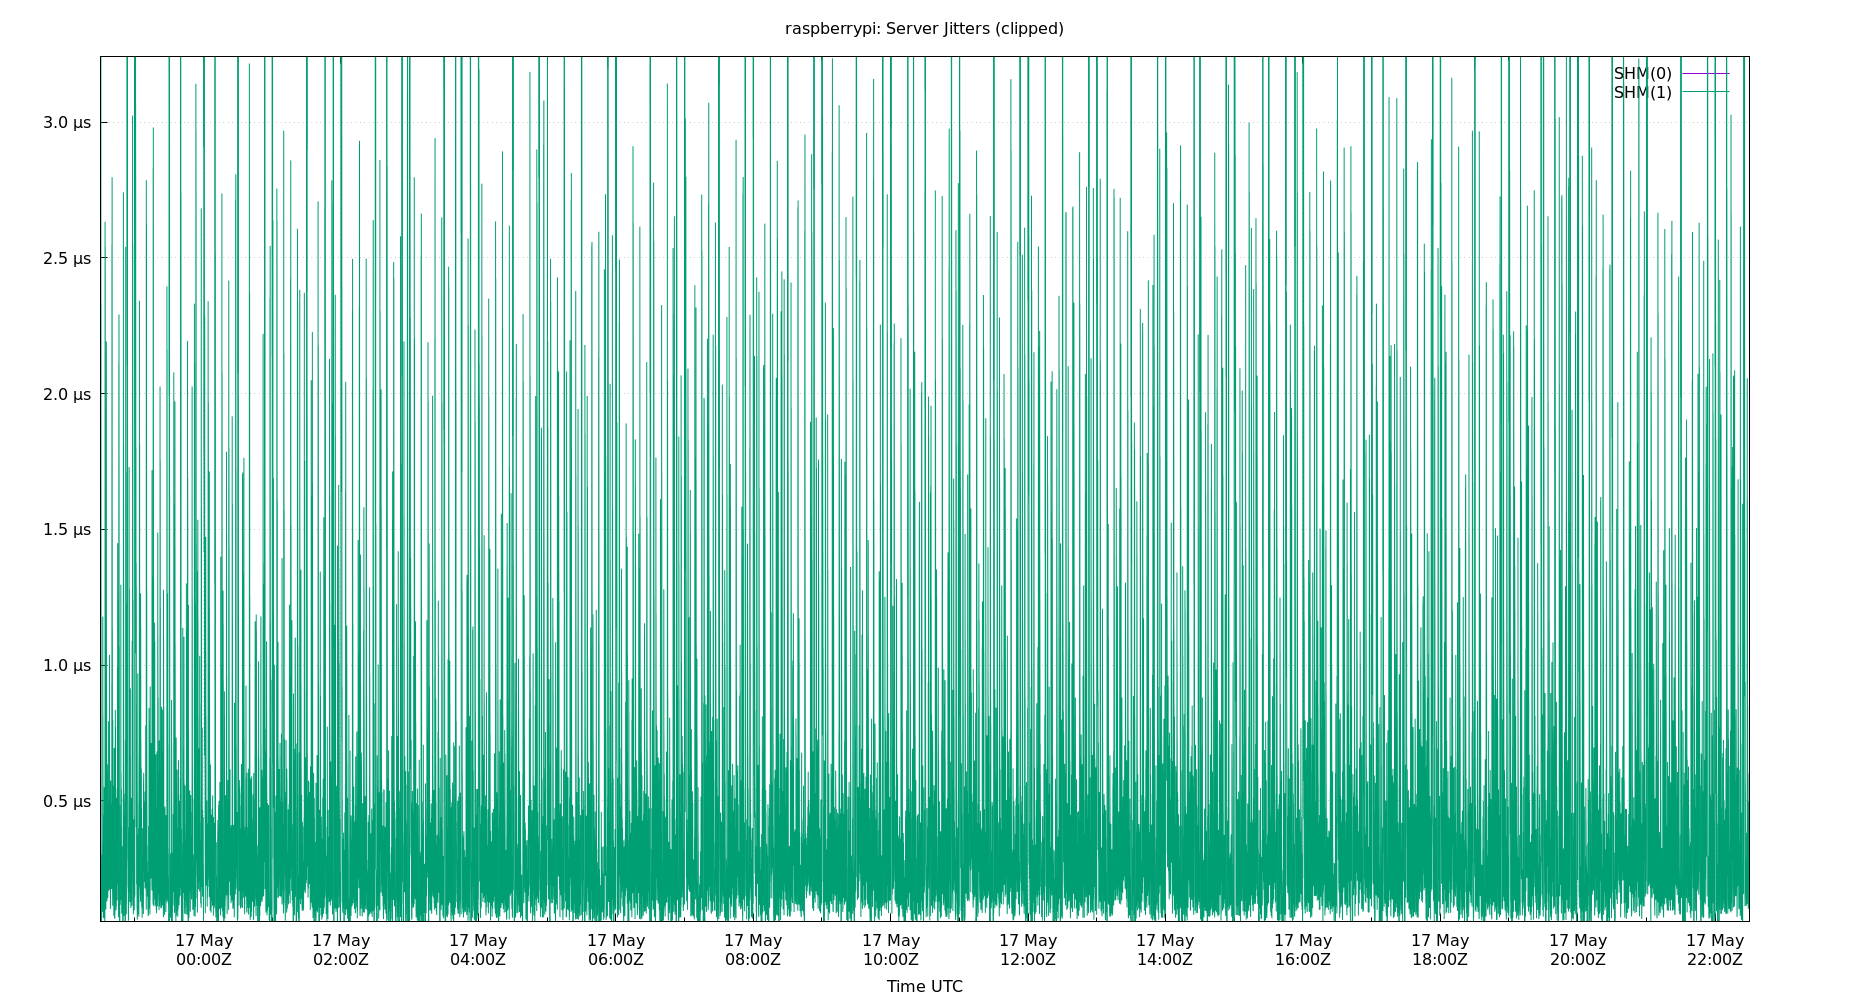 raspberrypi: Server Jitters (clipped)
SHM(0)
SHM(1)
3.0 µs
2.5 µs
2.0 µs
1.5 µs
1.0 µs
0.5 µs
17 May 17 May 17 May 17 May 17 May 17 May 17 May 17 May 17 May 17 May 17 May 17 May
00:00Z 02:00Z 04:00Z 06:00Z 08:00Z 10:00Z 12:00Z 14:00Z 16:00Z 18:00Z 20:00Z 22:00Z
Time UTC